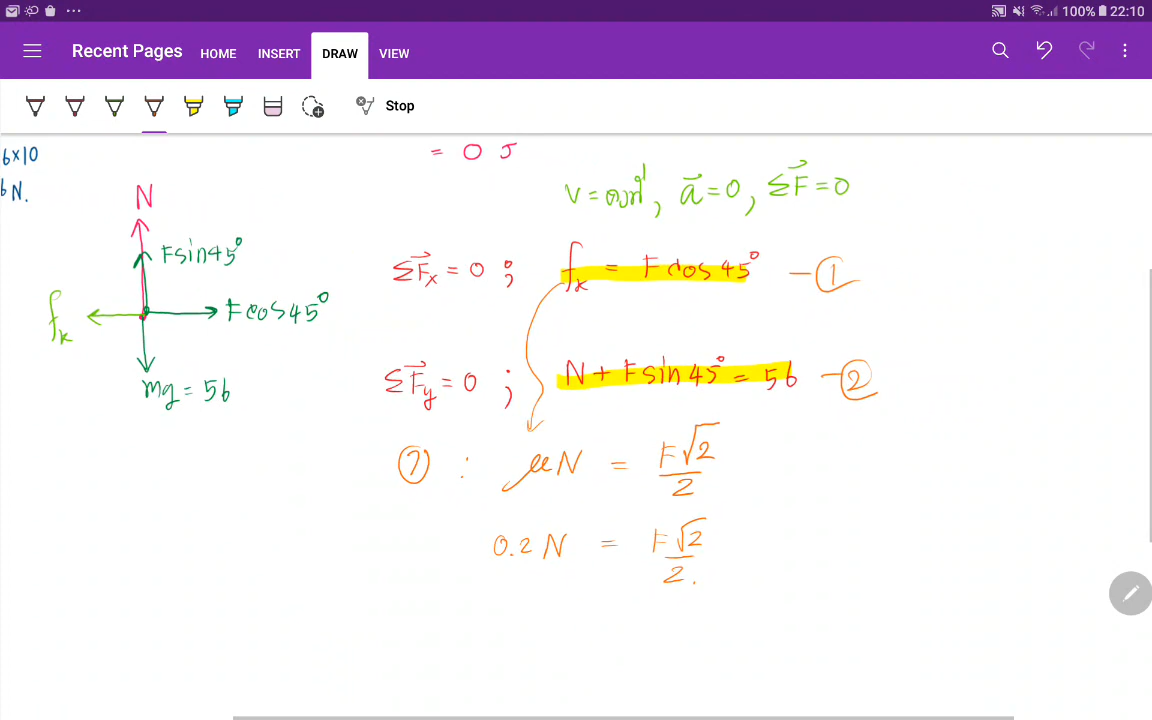 100% 22:10
Recent Pages HOME INSERT DRAW VIEW
Stop
6×10
= 0 J
6 N.
v = คงที่, a⃗ = 0, ΣF⃗ = 0
N
Fsin45°
ΣF⃗x = 0 ; fk = Fcos45° —①
fk
Fcos45°
mg = 56
ΣF⃗y = 0 ; N + Fsin45° = 56 —②
① : μN = F√2/2
0.2 N = F√2/2.